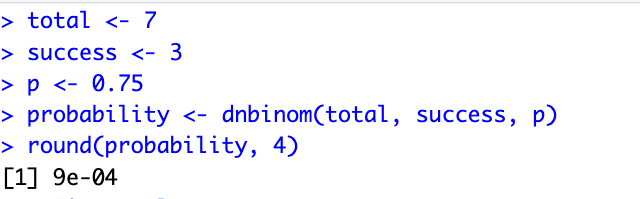 > total <- 7
> success <- 3
> p <- 0.75
> probability <- dnbinom(total, success, p)
> round(probability, 4)
[1] 9e-04